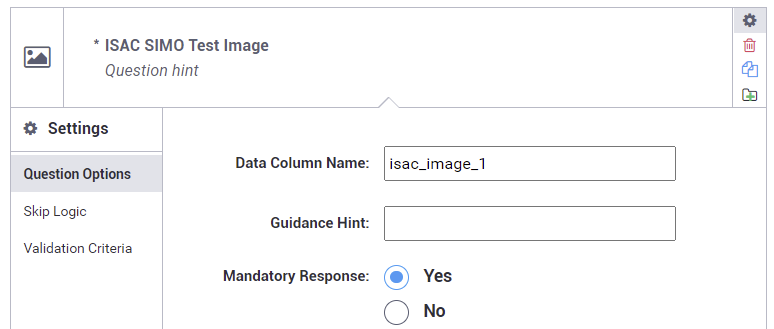 * ISAC SIMO Test Image
Question hint
Settings
Question Options
Skip Logic
Validation Criteria
Data Column Name: isac_image_1
Guidance Hint:
Mandatory Response: Yes
No